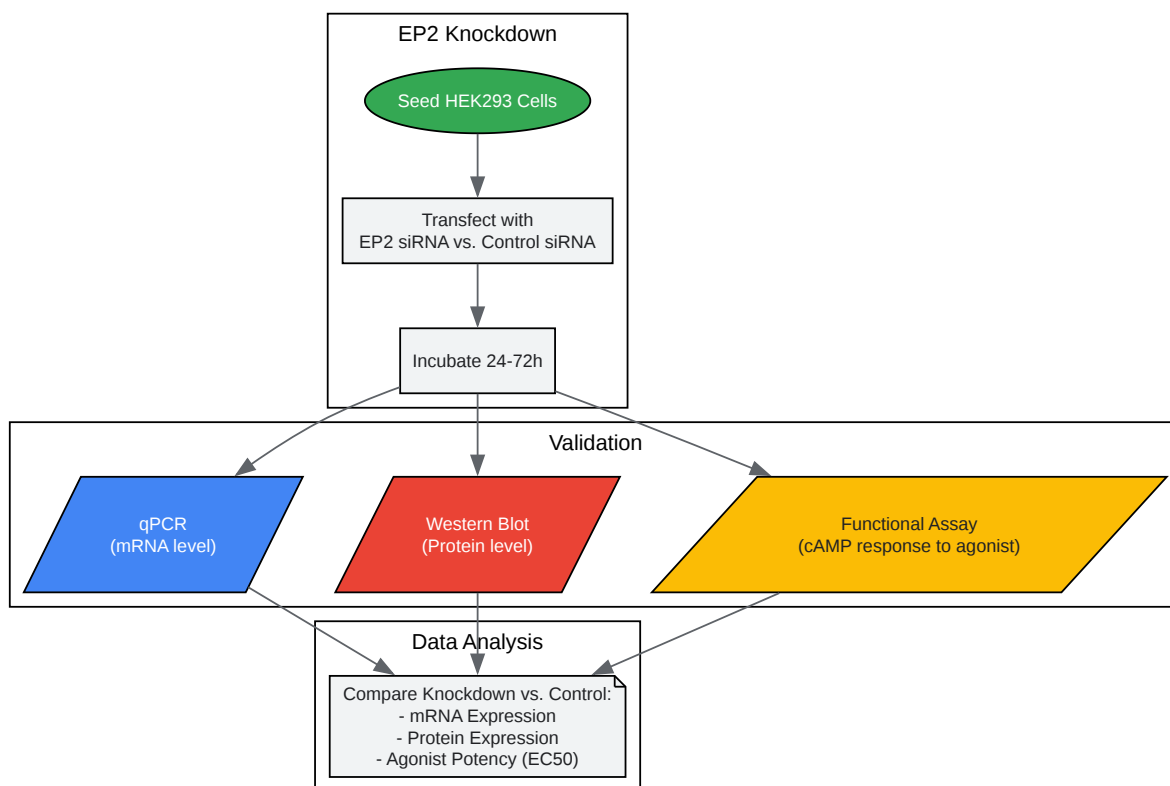 EP2 Knockdown
Seed HEK293 Cells
Transfect with
EP2 siRNA vs. Control siRNA
Incubate 24-72h
Validation
qPCR
(mRNA level)
Western Blot
(Protein level)
Functional Assay
(cAMP response to agonist)
Data Analysis
Compare Knockdown vs. Control:
- mRNA Expression
- Protein Expression
- Agonist Potency (EC50)